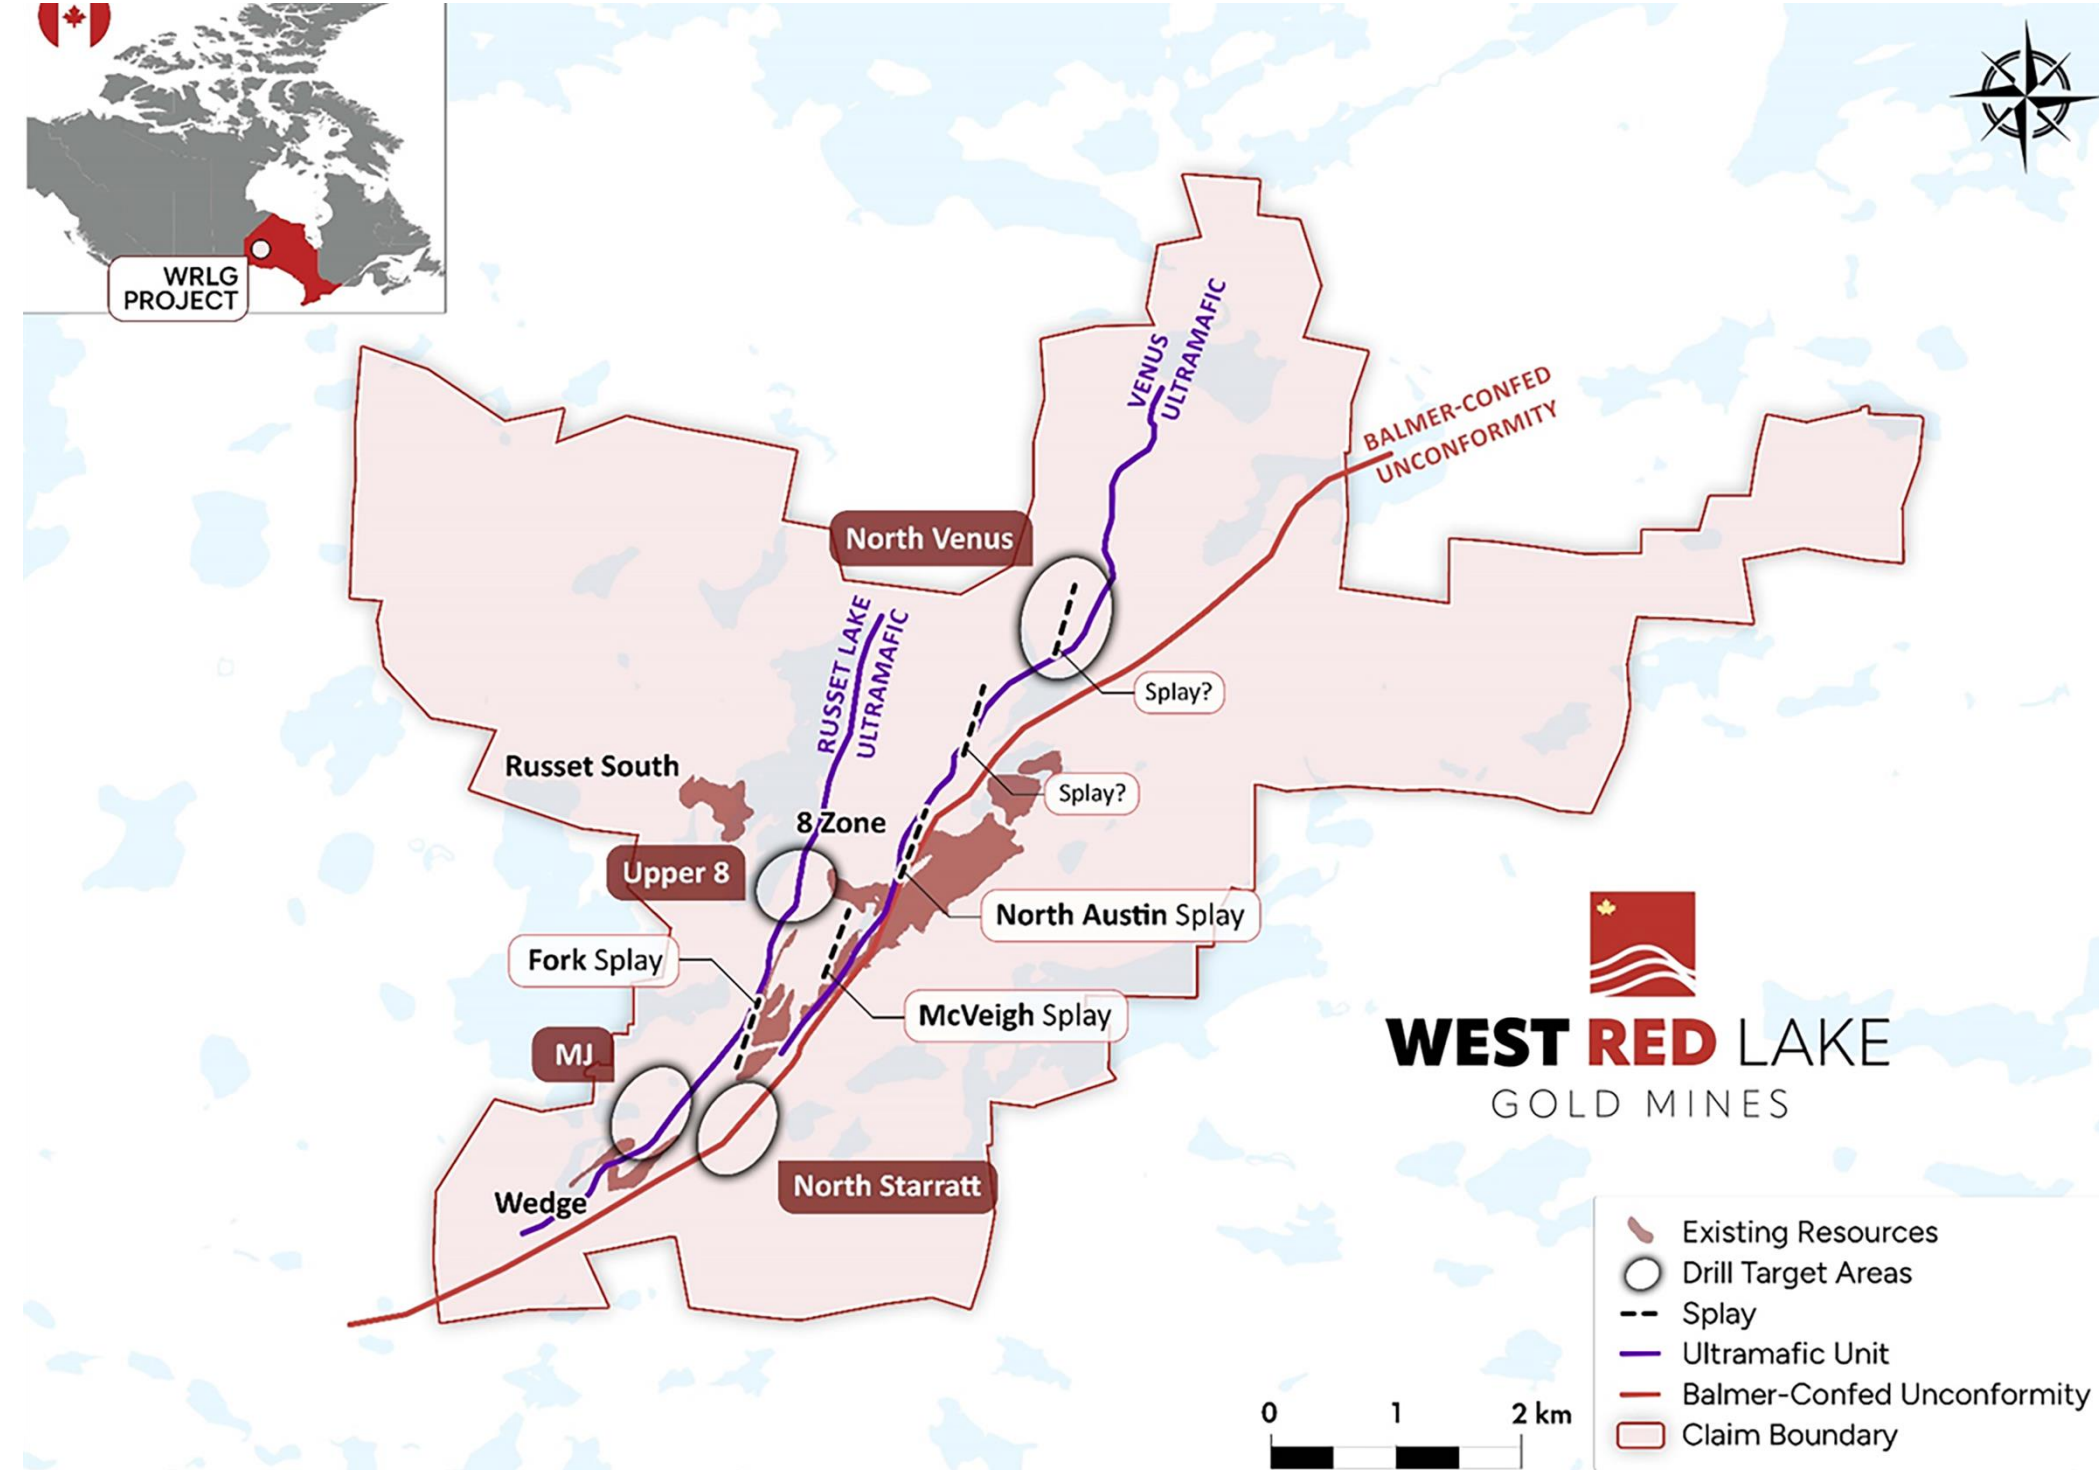 WRLG
PROJECT
VENUS
ULTRAMAFIC
BALMER-CONFED
UNCONFORMITY
North Venus
RUSSET LAKE
ULTRAMAFIC
Splay?
Russet South
Splay?
8 Zone
Upper 8
North Austin Splay
Fork Splay
McVeigh Splay
MJ
North Starratt
Wedge
WEST RED LAKE
GOLD MINES
Existing Resources
Drill Target Areas
Splay
Ultramafic Unit
Balmer-Confed Unconformity
Claim Boundary
0 1 2 km